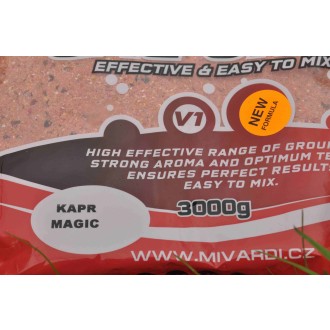 EFFECTIVE & EASY TO MIX
V1
NEW
FORMULA
HIGH EFFECTIVE RANGE OF GROU
STRONG AROMA AND OPTIMUM TE
ENSURES PERFECT RESULT
EASY TO MIX.
KAPR
MAGIC
3000g
WWW.MIVARDI.CZ